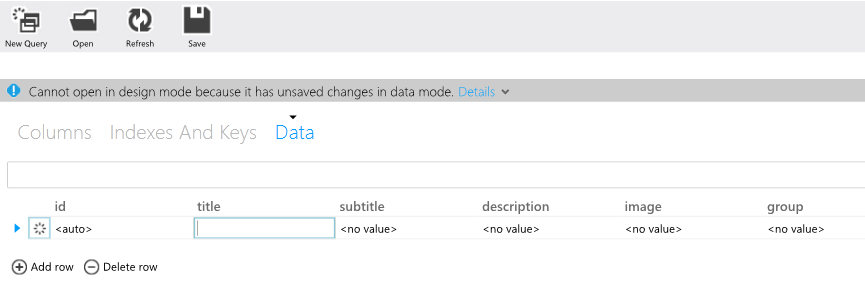 New Query Open Refresh Save
Cannot open in design mode because it has unsaved changes in data mode. Details
Columns Indexes And Keys Data
id title subtitle description image group
<auto> <no value> <no value> <no value> <no value>
Add row Delete row